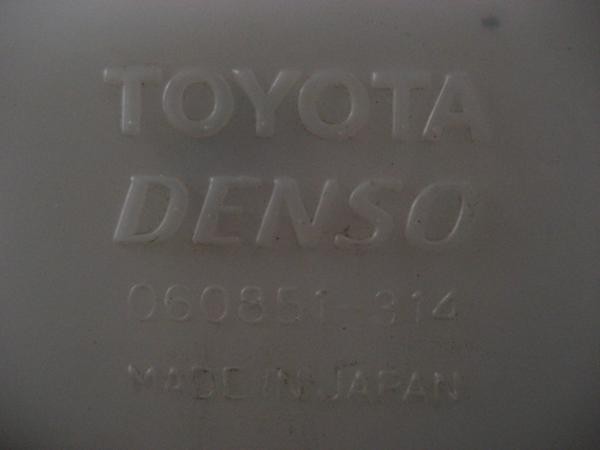 TOYOTA
DENSO
060851-314
MADE IN JAPAN